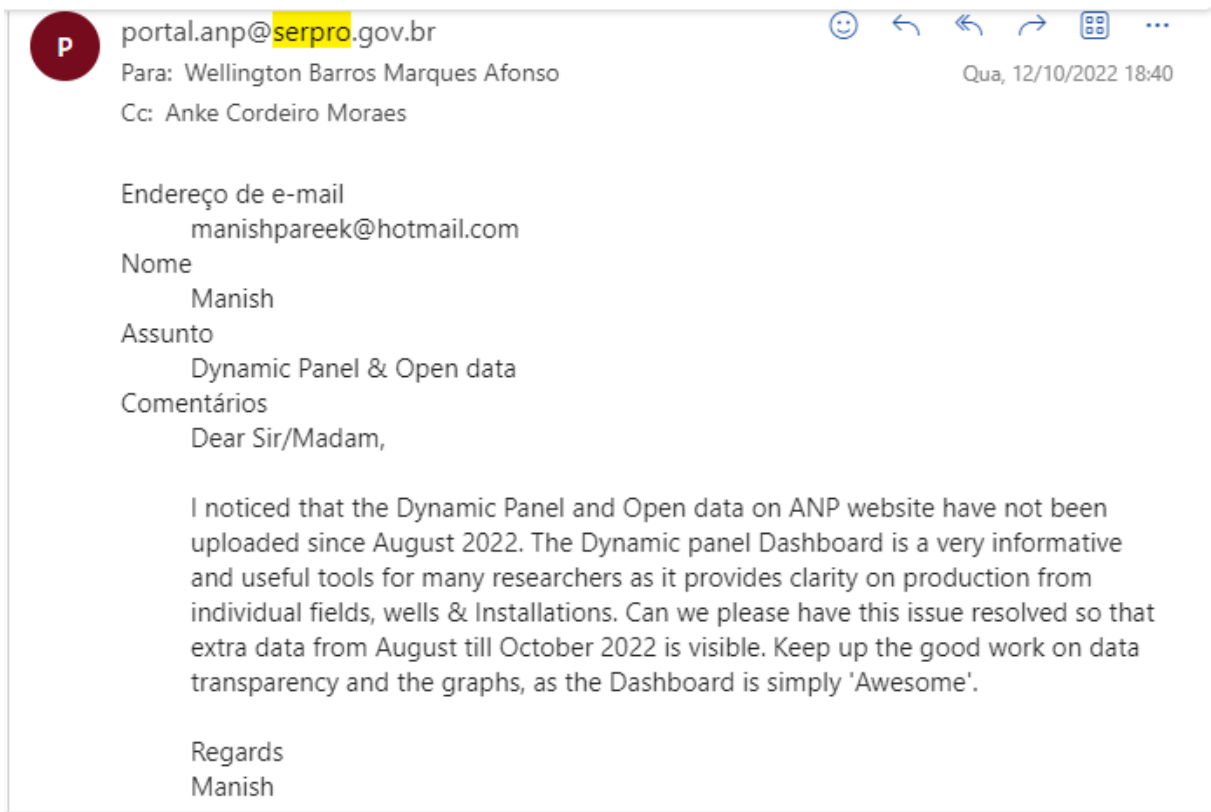 P
portal.anp@serpro.gov.br
Para: Wellington Barros Marques Afonso
Qua, 12/10/2022 18:40
Cc: Anke Cordeiro Moraes
Endereço de e-mail
manishpareek@hotmail.com
Nome
Manish
Assunto
Dynamic Panel & Open data
Comentários
Dear Sir/Madam,
I noticed that the Dynamic Panel and Open data on ANP website have not been
uploaded since August 2022. The Dynamic panel Dashboard is a very informative
and useful tools for many researchers as it provides clarity on production from
individual fields, wells & Installations. Can we please have this issue resolved so that
extra data from August till October 2022 is visible. Keep up the good work on data
transparency and the graphs, as the Dashboard is simply 'Awesome'.
Regards
Manish